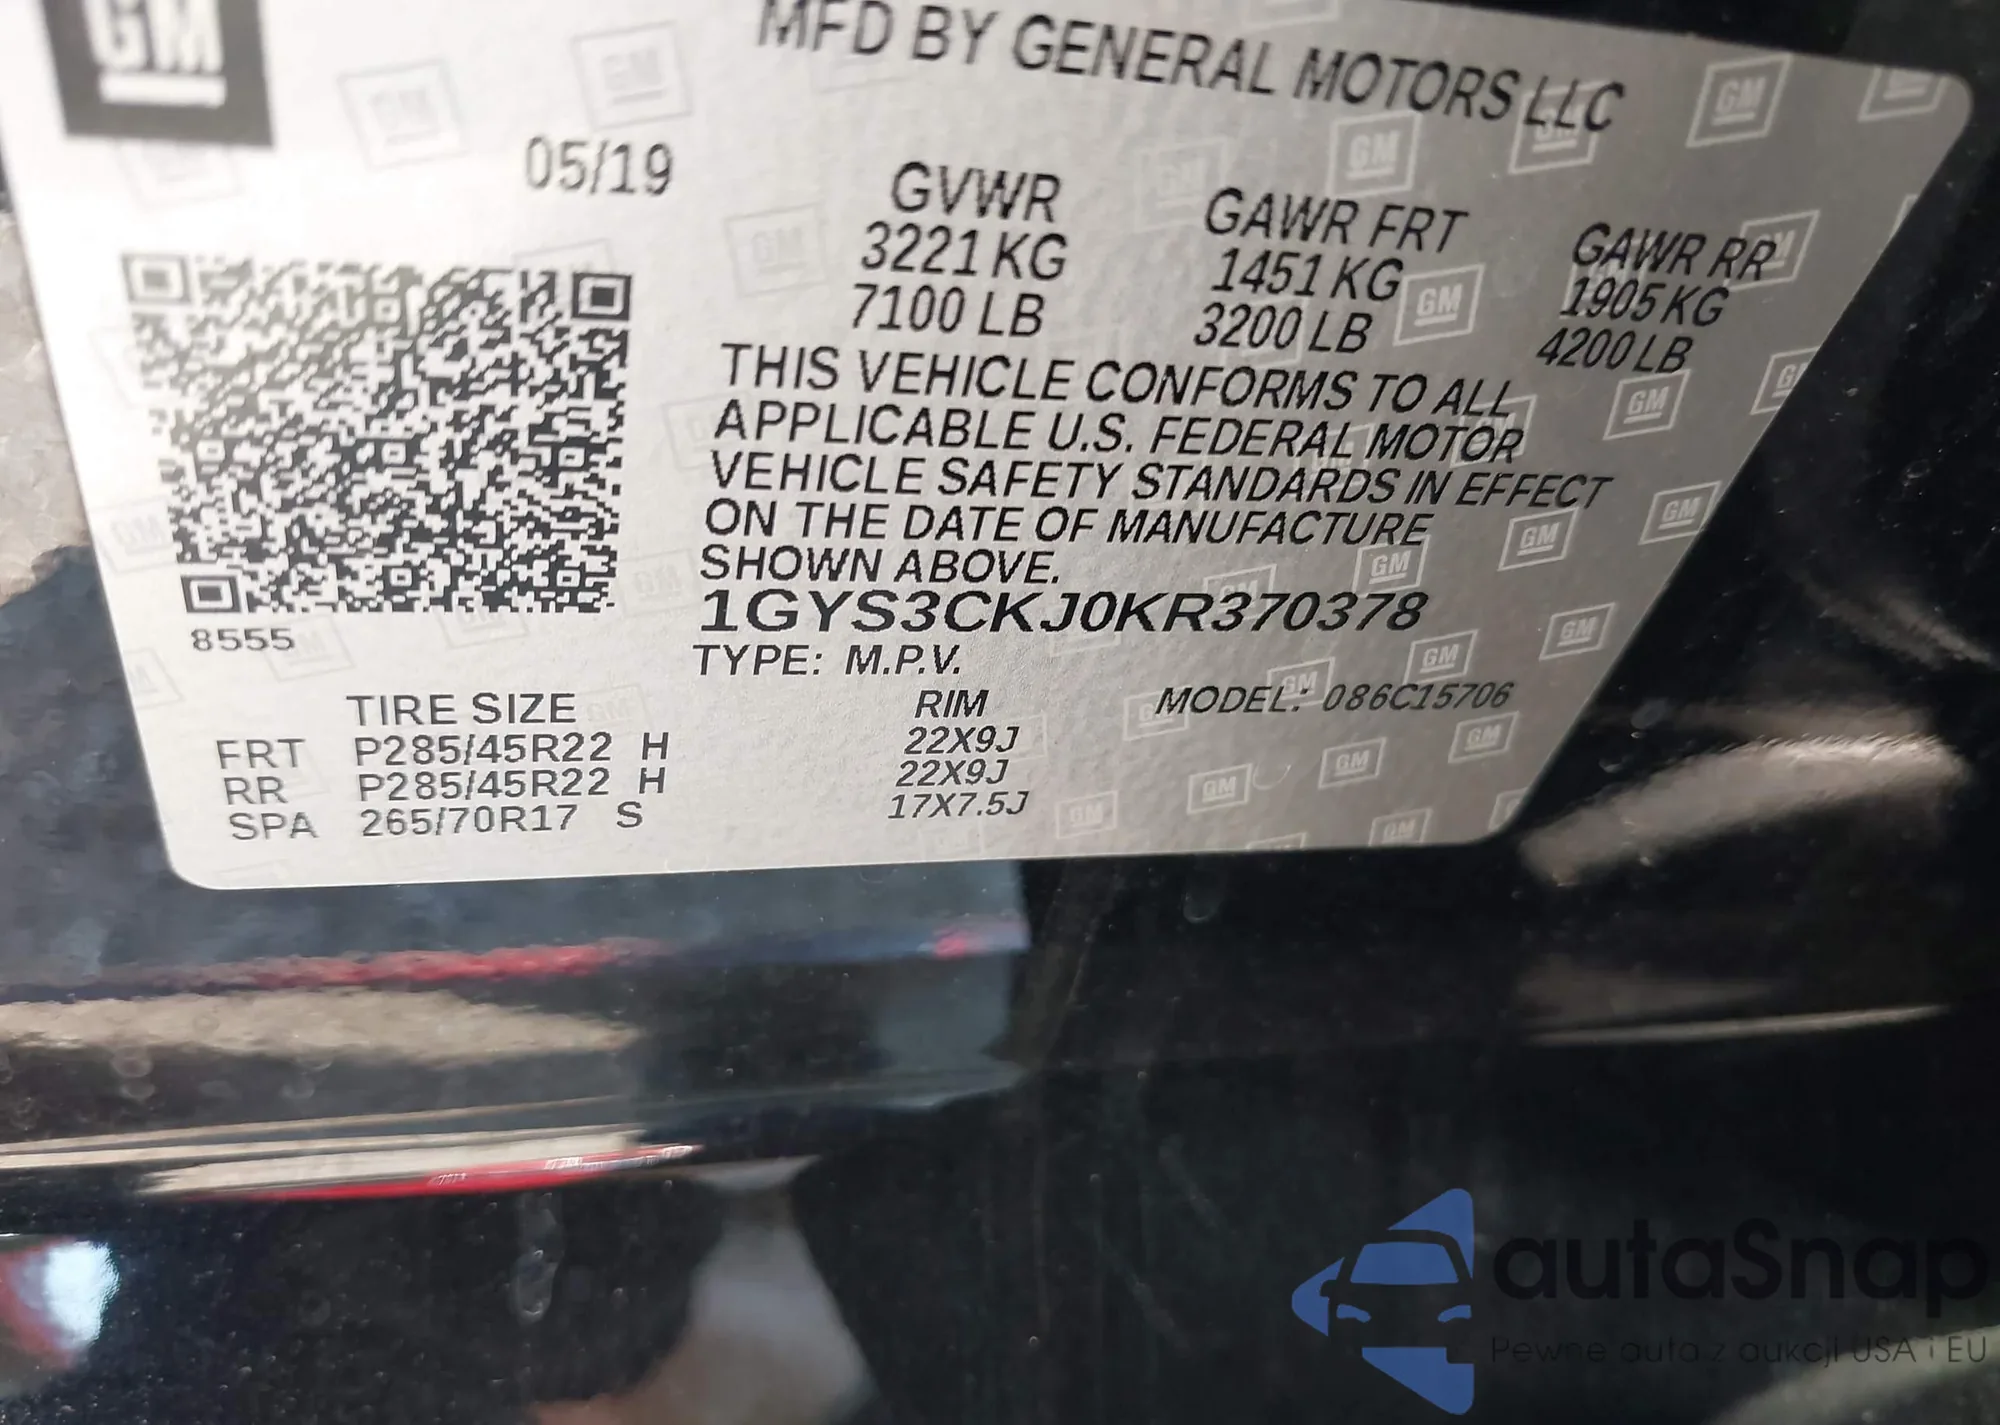 GM
MFD BY GENERAL MOTORS LLC
05/19
GVWR GAWR FRT GAWR RR
3221 KG 1451 KG 1905 KG
7100 LB 3200 LB 4200 LB
THIS VEHICLE CONFORMS TO ALL
APPLICABLE U.S. FEDERAL MOTOR
VEHICLE SAFETY STANDARDS IN EFFECT
ON THE DATE OF MANUFACTURE
SHOWN ABOVE.
1GYS3CKJ0KR370378
8555
TYPE: M.P.V.
MODEL: 086C15706
TIRE SIZE RIM
FRT P285/45R22 H 22X9J
RR P285/45R22 H 22X9J
SPA 265/70R17 S 17X7.5J
autaSnap
Pewne auta z aukcji USA i EU